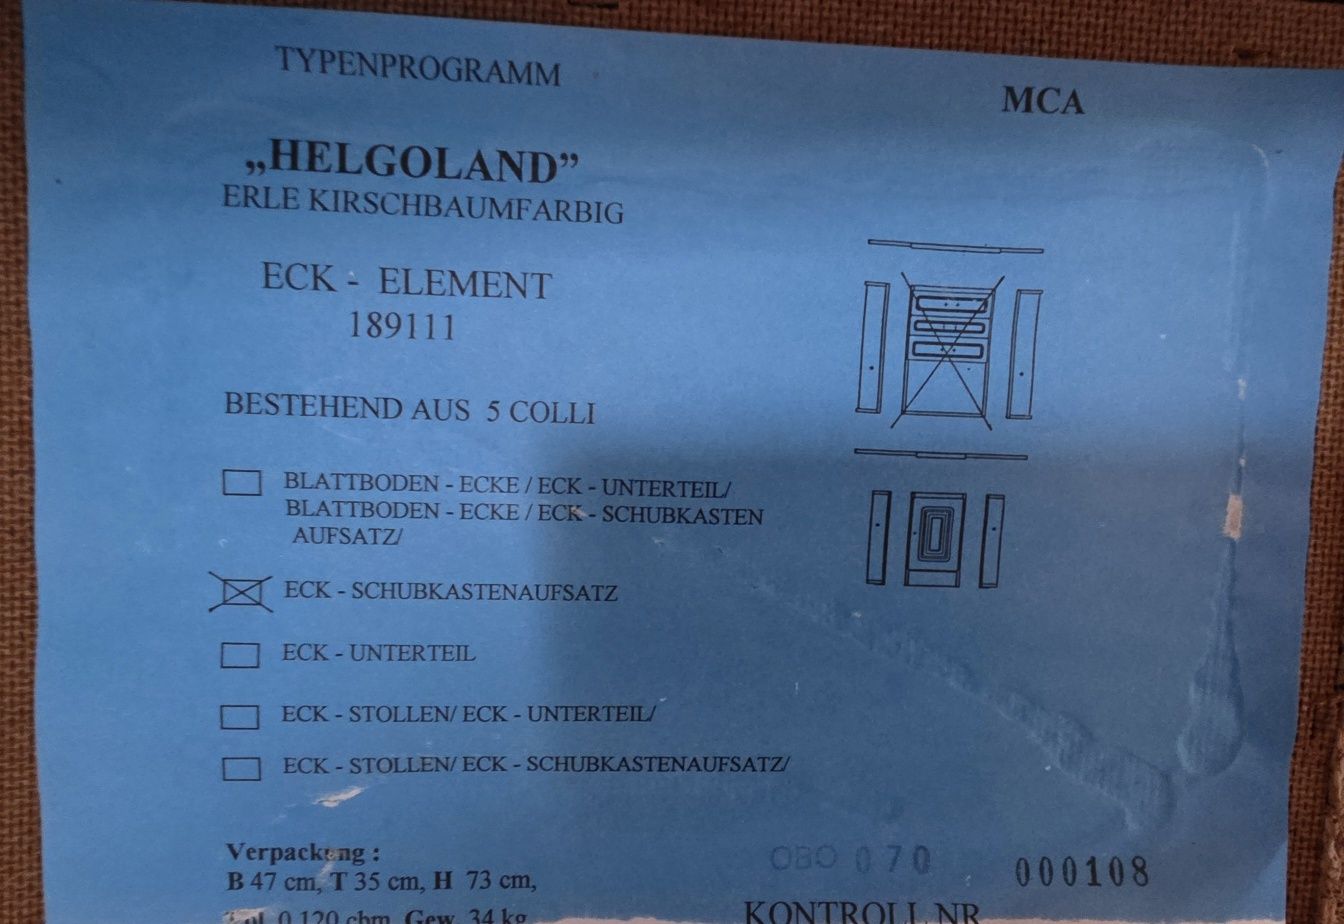 TYPENPROGRAMM
MCA
„HELGOLAND”
ERLE KIRSCHBAUMFARBIG
ECK - ELEMENT
189111
BESTEHEND AUS 5 COLLI
BLATTBODEN - ECKE / ECK - UNTERTEIL/
BLATTBODEN - ECKE / ECK - SCHUBKASTEN
AUFSATZ/
ECK - SCHUBKASTENAUFSATZ
ECK - UNTERTEIL
ECK - STOLLEN/ ECK - UNTERTEIL/
ECK - STOLLEN/ ECK - SCHUBKASTENAUFSATZ/
Verpackung :
B 47 cm, T 35 cm, H 73 cm,
0,120 cbm, Gew. 34 kg
OBO 070
000108
KONTROLL NR